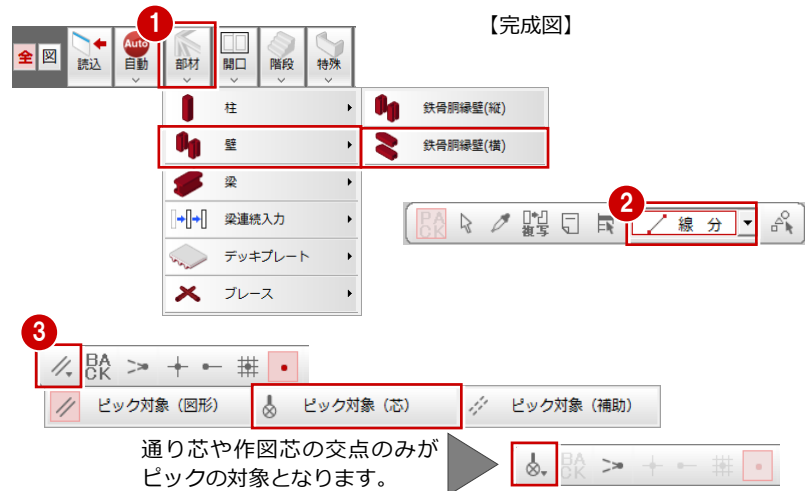 1
【完成図】
全 図 読込 Auto 自動 部材 開口 階段 特殊
柱 鉄骨胴縁壁(縦)
壁 鉄骨胴縁壁(横)
梁
梁連続入力
デッキプレート
ブレース
2
PACK 複写 線 分
3
BACK
ピック対象（図形） ピック対象（芯） ピック対象（補助）
通り芯や作図芯の交点のみが
ピックの対象となります。
BACK